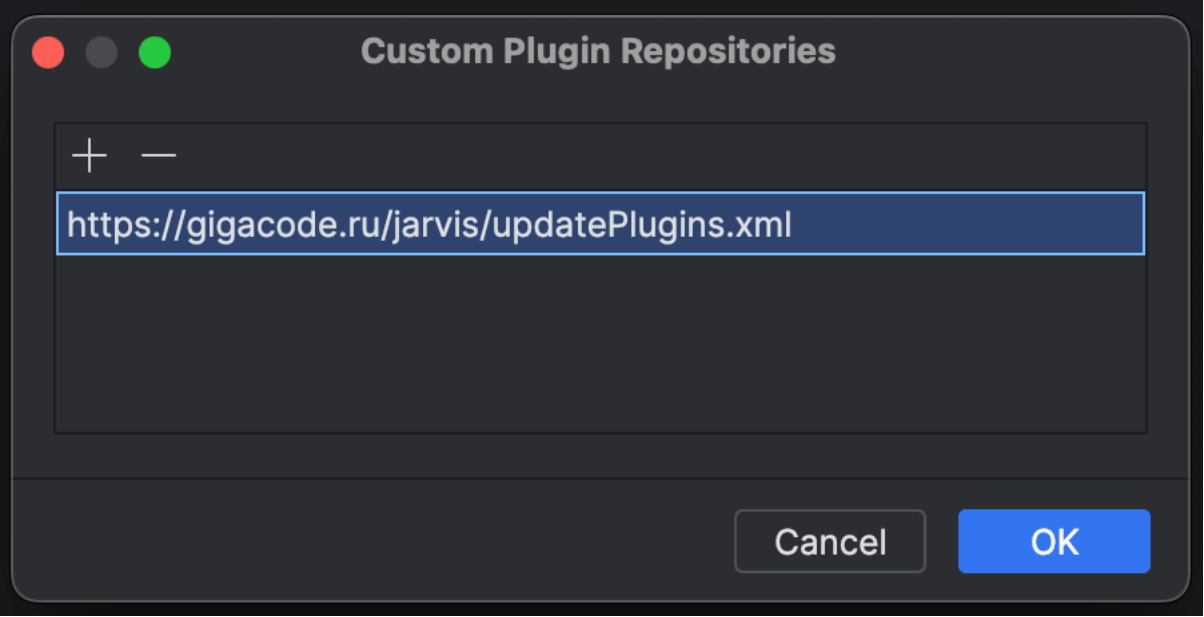 Custom Plugin Repositories
https://gigacode.ru/jarvis/updatePlugins.xml
Cancel OK